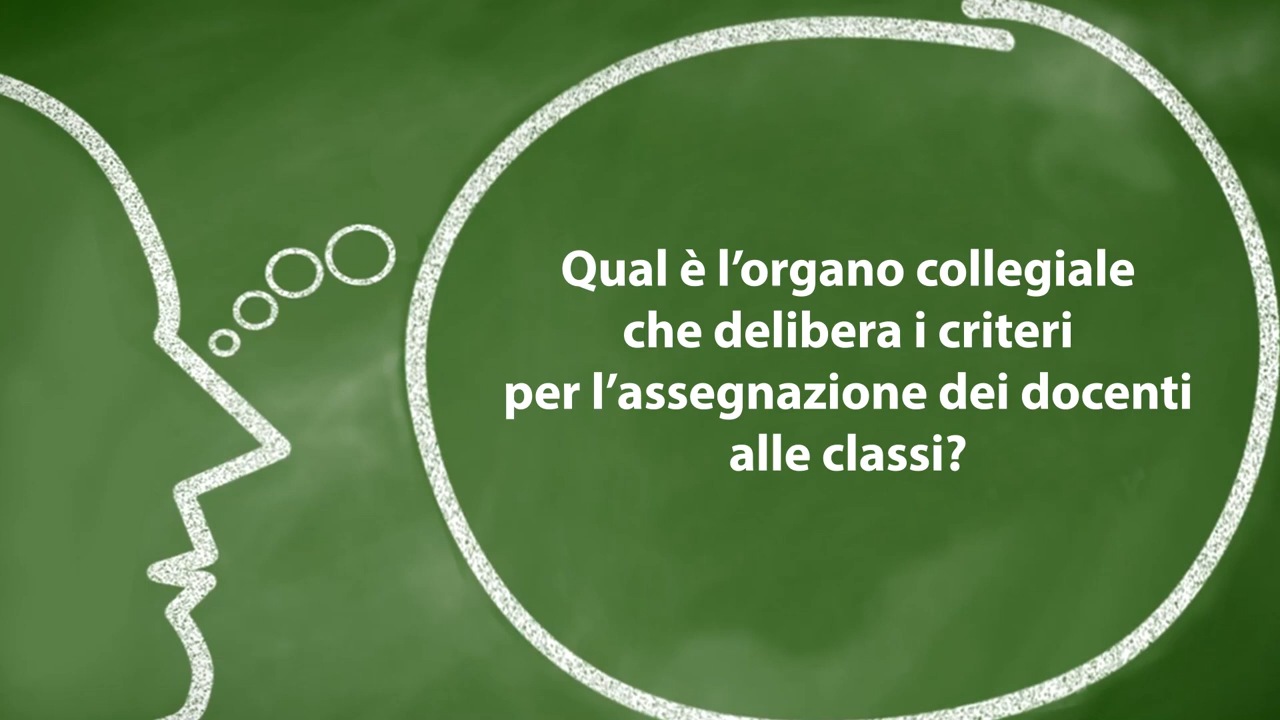 Qual è l’organo collegiale
che delibera i criteri
per l’assegnazione dei docenti
alle classi?